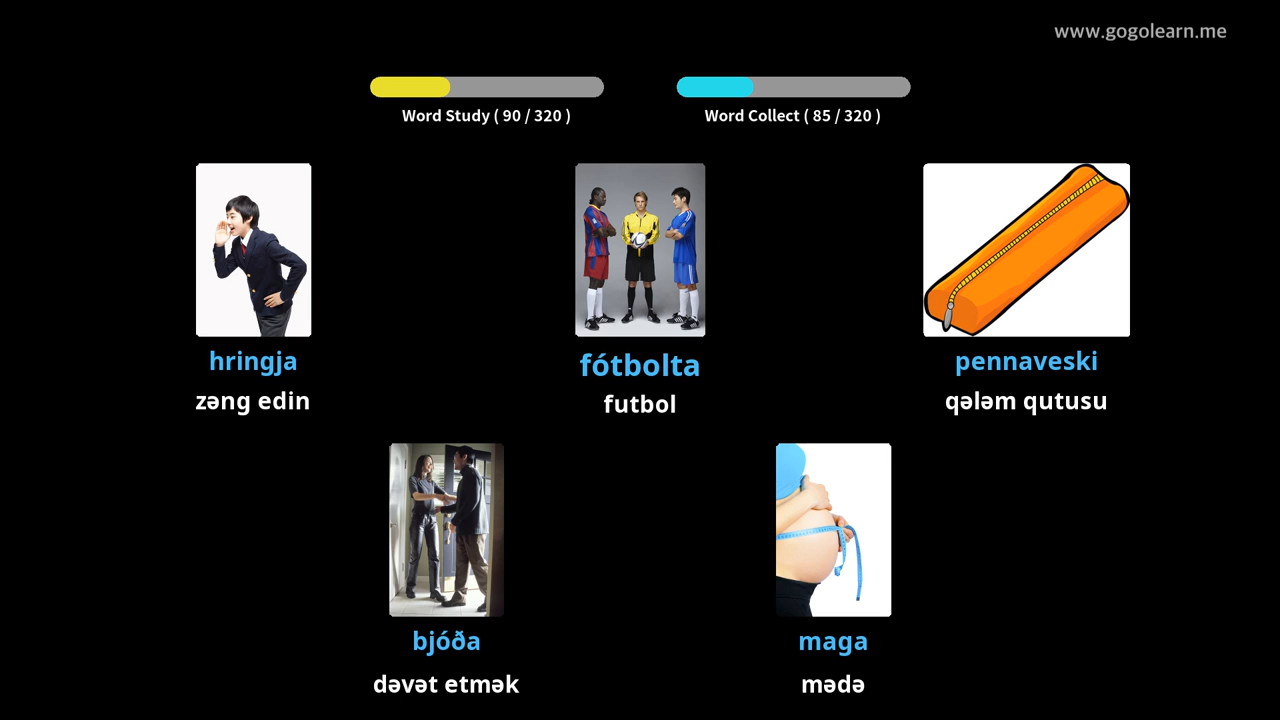 www.gogolearn.me
Word Study ( 90 / 320 )
Word Collect ( 85 / 320 )
hringja
zəng edin
fótbolta
futbol
pennaveski
qələm qutusu
bjóða
dəvət etmək
maga
mədə